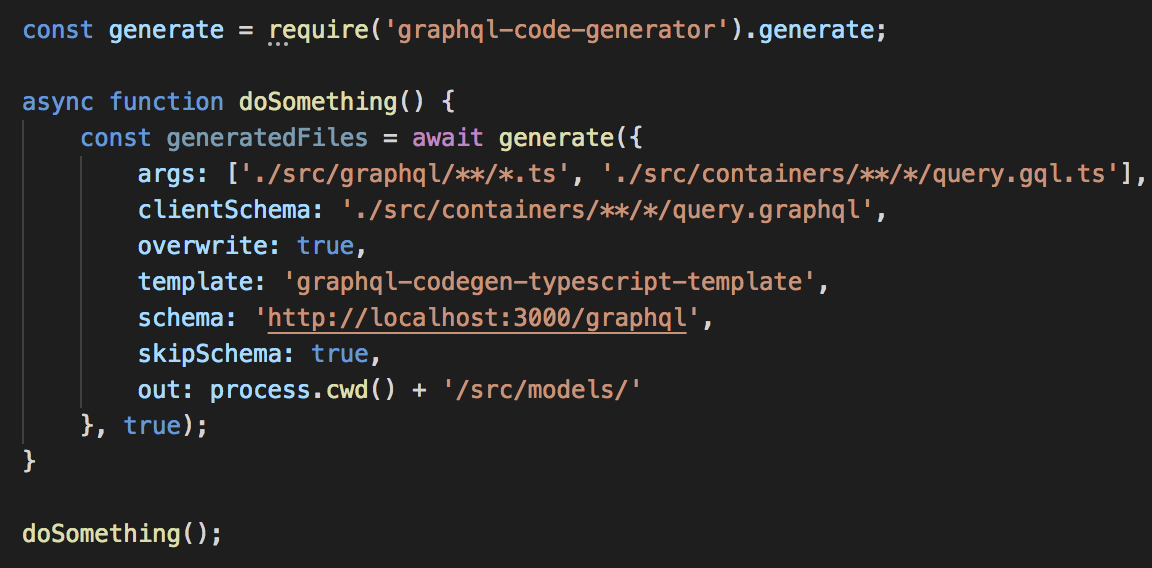 const generate = require('graphql-code-generator').generate;
async function doSomething() {
const generatedFiles = await generate({
args: ['./src/graphql/**/*.ts', './src/containers/**/*/query.gql.ts'],
clientSchema: './src/containers/**/*/query.graphql',
overwrite: true,
template: 'graphql-codegen-typescript-template',
schema: 'http://localhost:3000/graphql',
skipSchema: true,
out: process.cwd() + '/src/models/'
}, true);
}
doSomething();